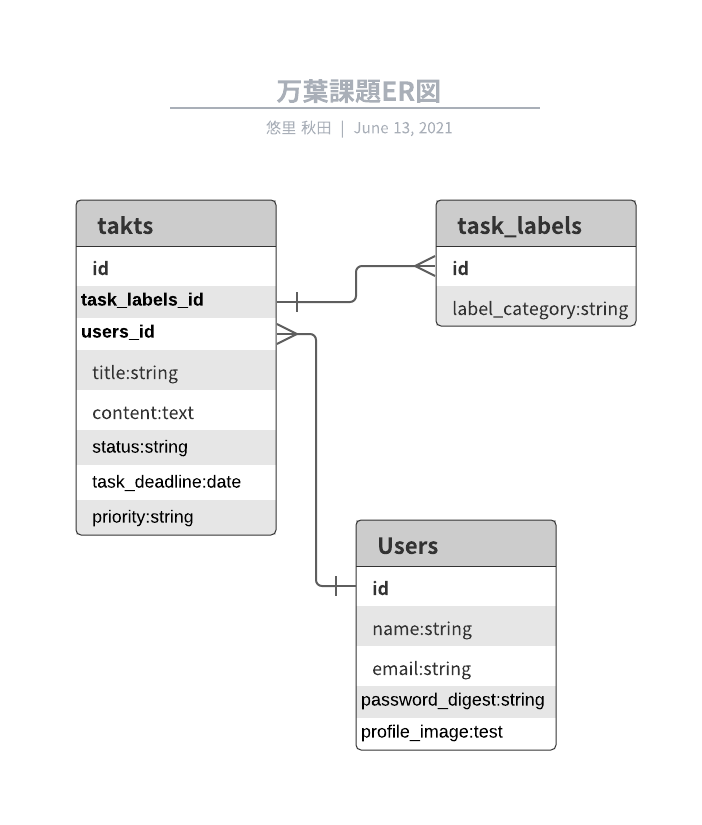 万葉課題ER図
悠里 秋田 | June 13, 2021
takts
id
task_labels_id
users_id
title:string
content:text
status:string
task_deadline:date
priority:string
task_labels
id
label_category:string
Users
id
name:string
email:string
password_digest:string
profile_image:test